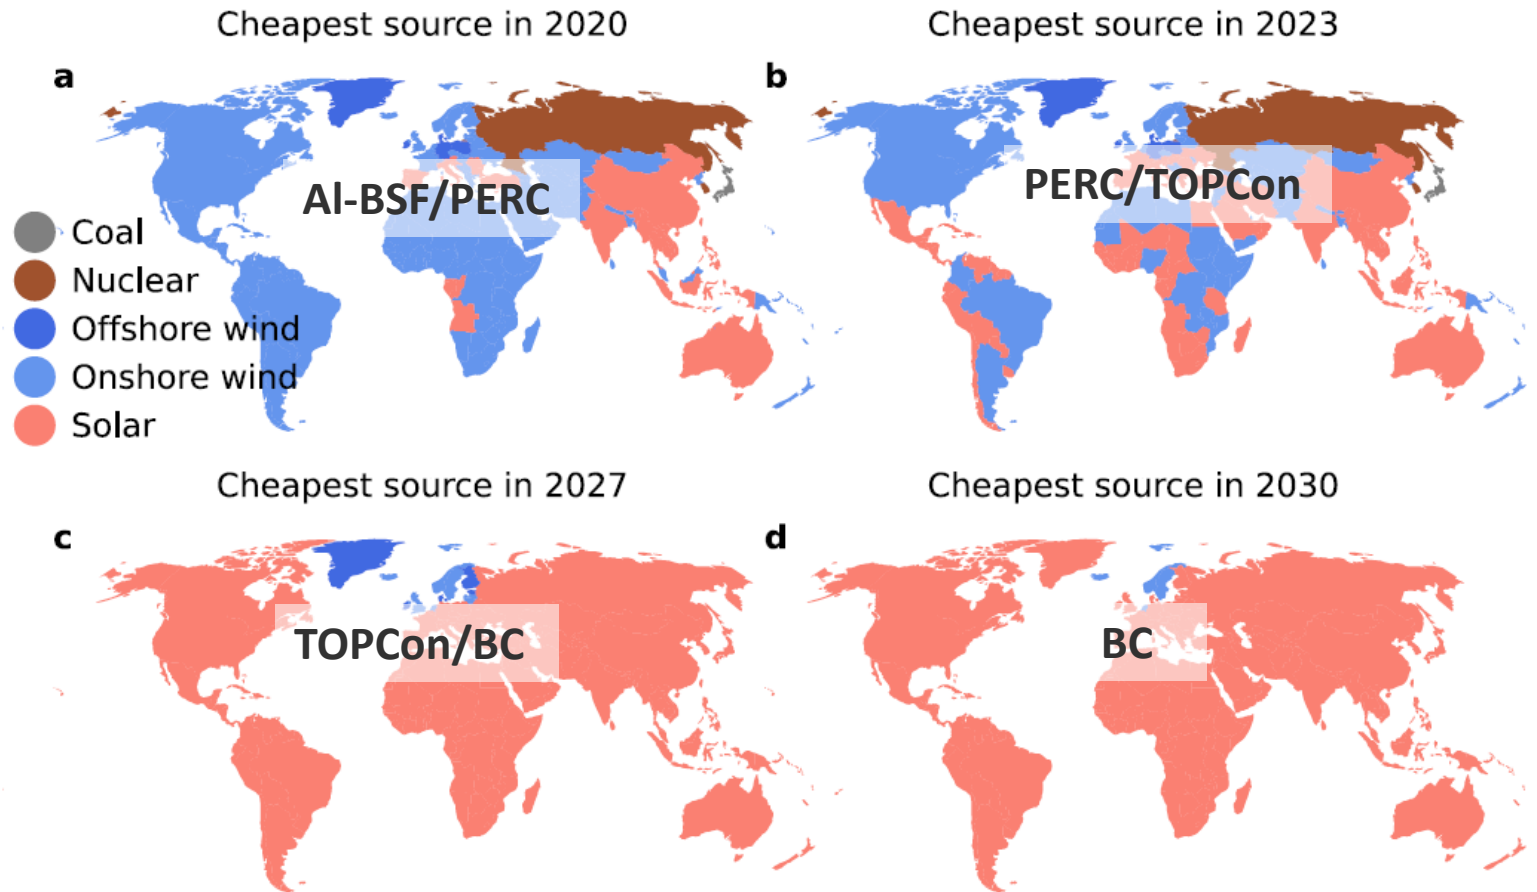 Cheapest source in 2020
Cheapest source in 2023
a
b
Al-BSF/PERC
PERC/TOPCon
Coal
Nuclear
Offshore wind
Onshore wind
Solar
Cheapest source in 2027
Cheapest source in 2030
c
d
TOPCon/BC
BC